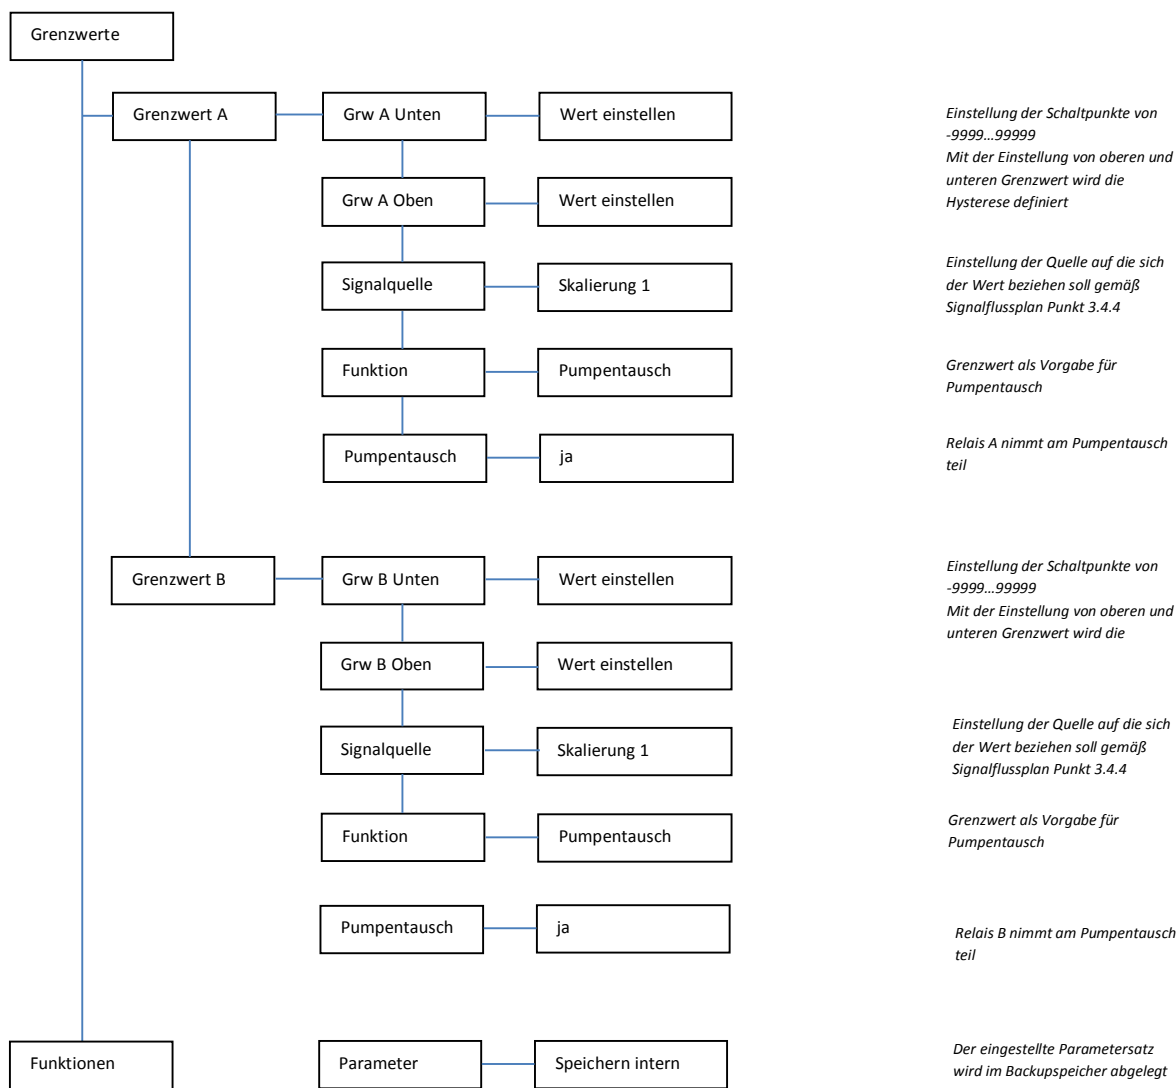 Grenzwerte
Grenzwert A
Grw A Unten
Wert einstellen
Einstellung der Schaltpunkte von
-9999...99999
Mit der Einstellung von oberen und
unteren Grenzwert wird die
Hysterese definiert
Grw A Oben
Wert einstellen
Signalquelle
Skalierung 1
Einstellung der Quelle auf die sich
der Wert beziehen soll gemäß
Signalflussplan Punkt 3.4.4
Funktion
Pumpentausch
Grenzwert als Vorgabe für
Pumpentausch
Pumpentausch
ja
Relais A nimmt am Pumpentausch
teil
Grenzwert B
Grw B Unten
Wert einstellen
Einstellung der Schaltpunkte von
-9999...99999
Mit der Einstellung von oberen und
unteren Grenzwert wird die
Grw B Oben
Wert einstellen
Signalquelle
Skalierung 1
Einstellung der Quelle auf die sich
der Wert beziehen soll gemäß
Signalflussplan Punkt 3.4.4
Funktion
Pumpentausch
Grenzwert als Vorgabe für
Pumpentausch
Pumpentausch
ja
Relais B nimmt am Pumpentausch
teil
Funktionen
Parameter
Speichern intern
Der eingestellte Parametersatz
wird im Backupspeicher abgelegt